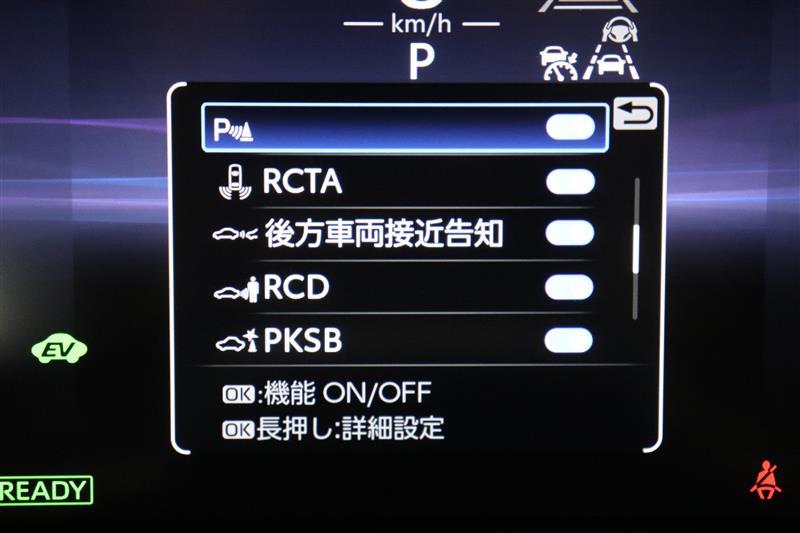 km/h
P
P
RCTA
後方車両接近告知
RCD
PKSB
OK:機能 ON/OFF
OK長押し:詳細設定
EV
READY